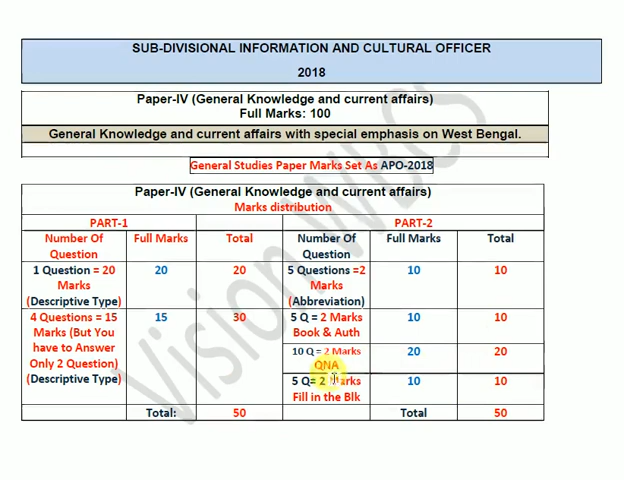 SUB-DIVISIONAL INFORMATION AND CULTURAL OFFICER
2018
Paper-IV (General Knowledge and current affairs)
Full Marks: 100
General Knowledge and current affairs with special emphasis on West Bengal.
General Studies Paper Marks Set As APO-2018
Paper-IV (General Knowledge and current affairs)
Marks distribution
PART-1 PART-2
Number Of Question Full Marks Total Number Of Question Full Marks Total
1 Question = 20 Marks (Descriptive Type) 20 20 5 Questions =2 Marks (Abbreviation) 10 10
4 Questions = 15 Marks (But You have to Answer Only 2 Question) (Descriptive Type) 15 30 5 Q = 2 Marks Book & Auth 10 10
10 Q = 2 Marks QNA 20 20
5 Q= 2 Marks Fill in the Blk 10 10
Total: 50 Total 50
Vision WBCS